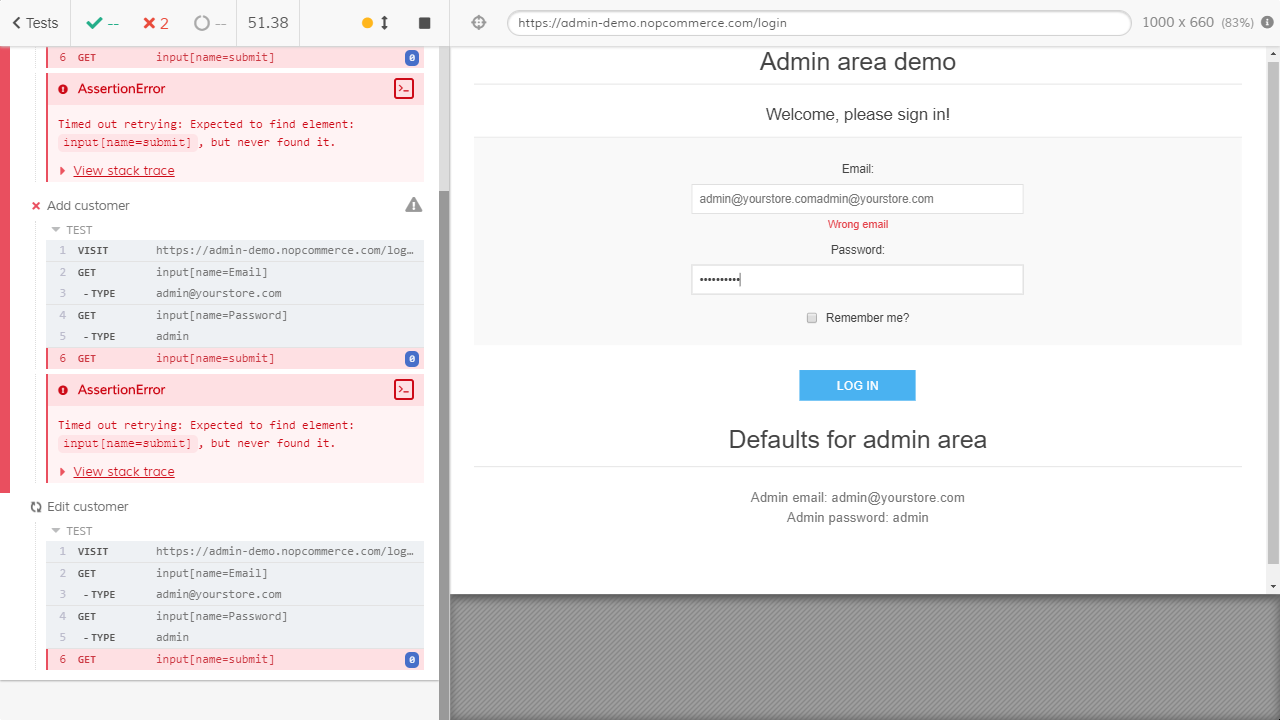 Tests
--
2
--
51.38
6 GET input[name=submit] 0
AssertionError
Timed out retrying: Expected to find element:
input[name=submit], but never found it.
View stack trace
Add customer
TEST
1 VISIT https://admin-demo.nopcommerce.com/log…
2 GET input[name=Email]
3 - TYPE admin@yourstore.com
4 GET input[name=Password]
5 - TYPE admin
6 GET input[name=submit] 0
AssertionError
Timed out retrying: Expected to find element:
input[name=submit], but never found it.
View stack trace
Edit customer
TEST
1 VISIT https://admin-demo.nopcommerce.com/log…
2 GET input[name=Email]
3 - TYPE admin@yourstore.com
4 GET input[name=Password]
5 - TYPE admin
6 GET input[name=submit] 0
https://admin-demo.nopcommerce.com/login
1000 x 660 (83%)
Admin area demo
Welcome, please sign in!
Email:
admin@yourstore.comadmin@yourstore.com
Wrong email
Password:
••••••••••
Remember me?
LOG IN
Defaults for admin area
Admin email: admin@yourstore.com
Admin password: admin